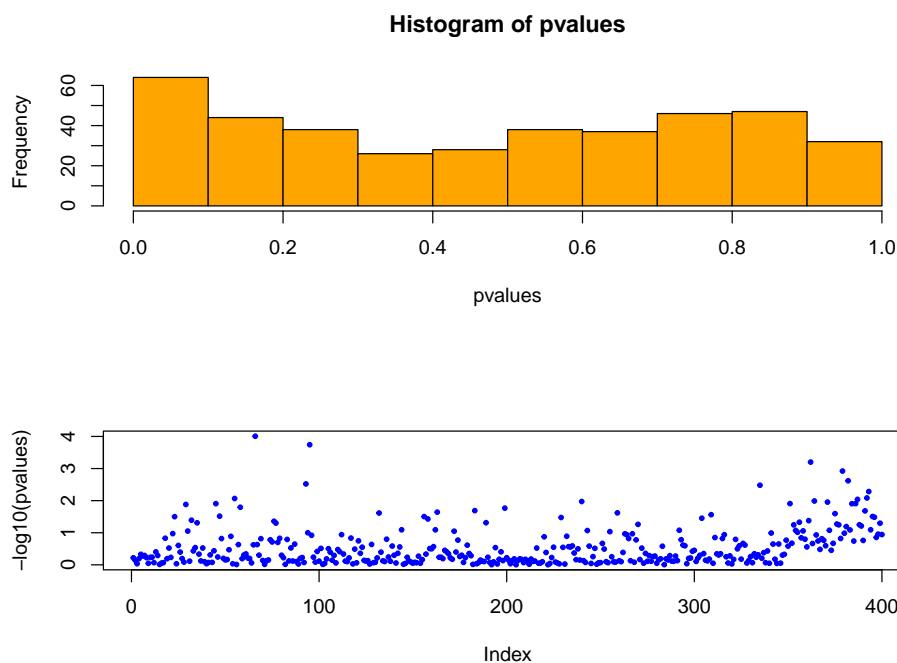 Histogram of pvalues
Frequency
0 20 40 60
0.0 0.2 0.4 0.6 0.8 1.0
pvalues
−log10(pvalues)
0 1 2 3 4
0 100 200 300 400
Index